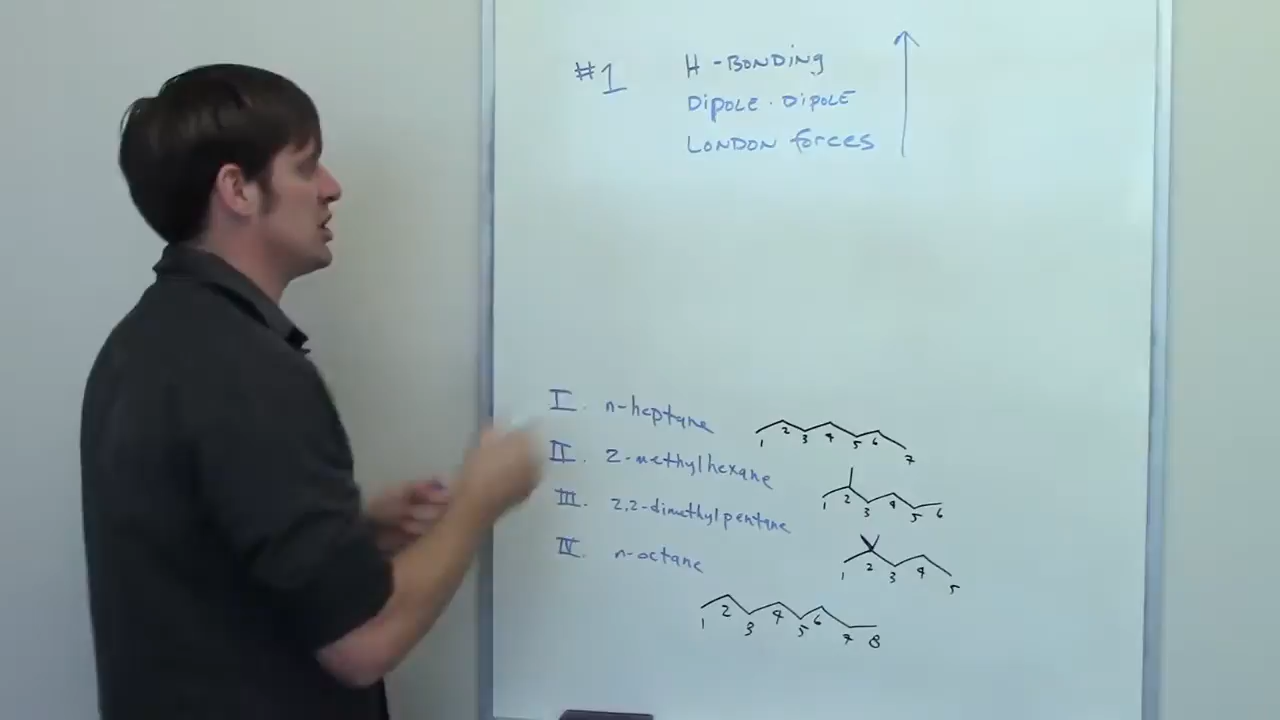 #1
H-BONDING
DIPOLE · DIPOLE
LONDON forces
I. n-heptane
1 2 3 4 5 6 7
II. 2-methylhexane
1 2 3 4 5 6
III. 2,2-dimethylpentane
1 2 3 4 5
IV. n-octane
1 2 3 4 5 6 7 8